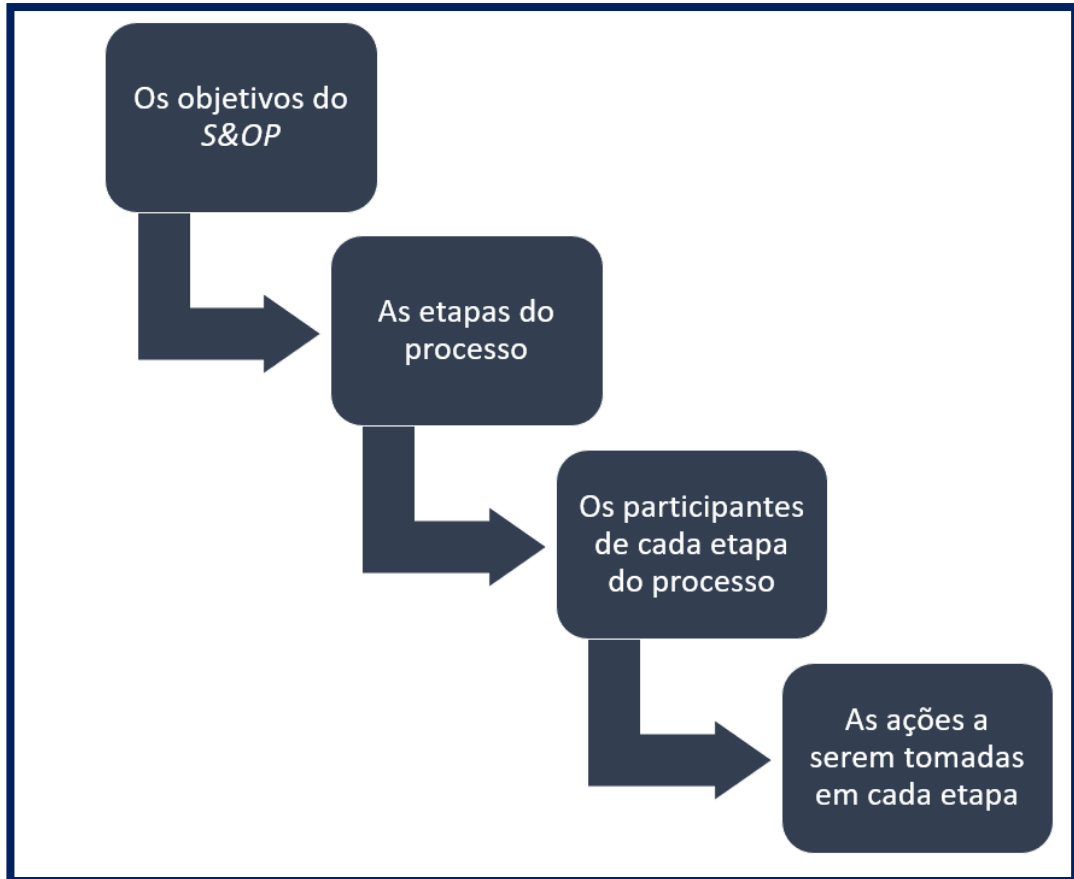 Os objetivos do
S&OP
As etapas do
processo
Os participantes
de cada etapa
do processo
As ações a
serem tomadas
em cada etapa